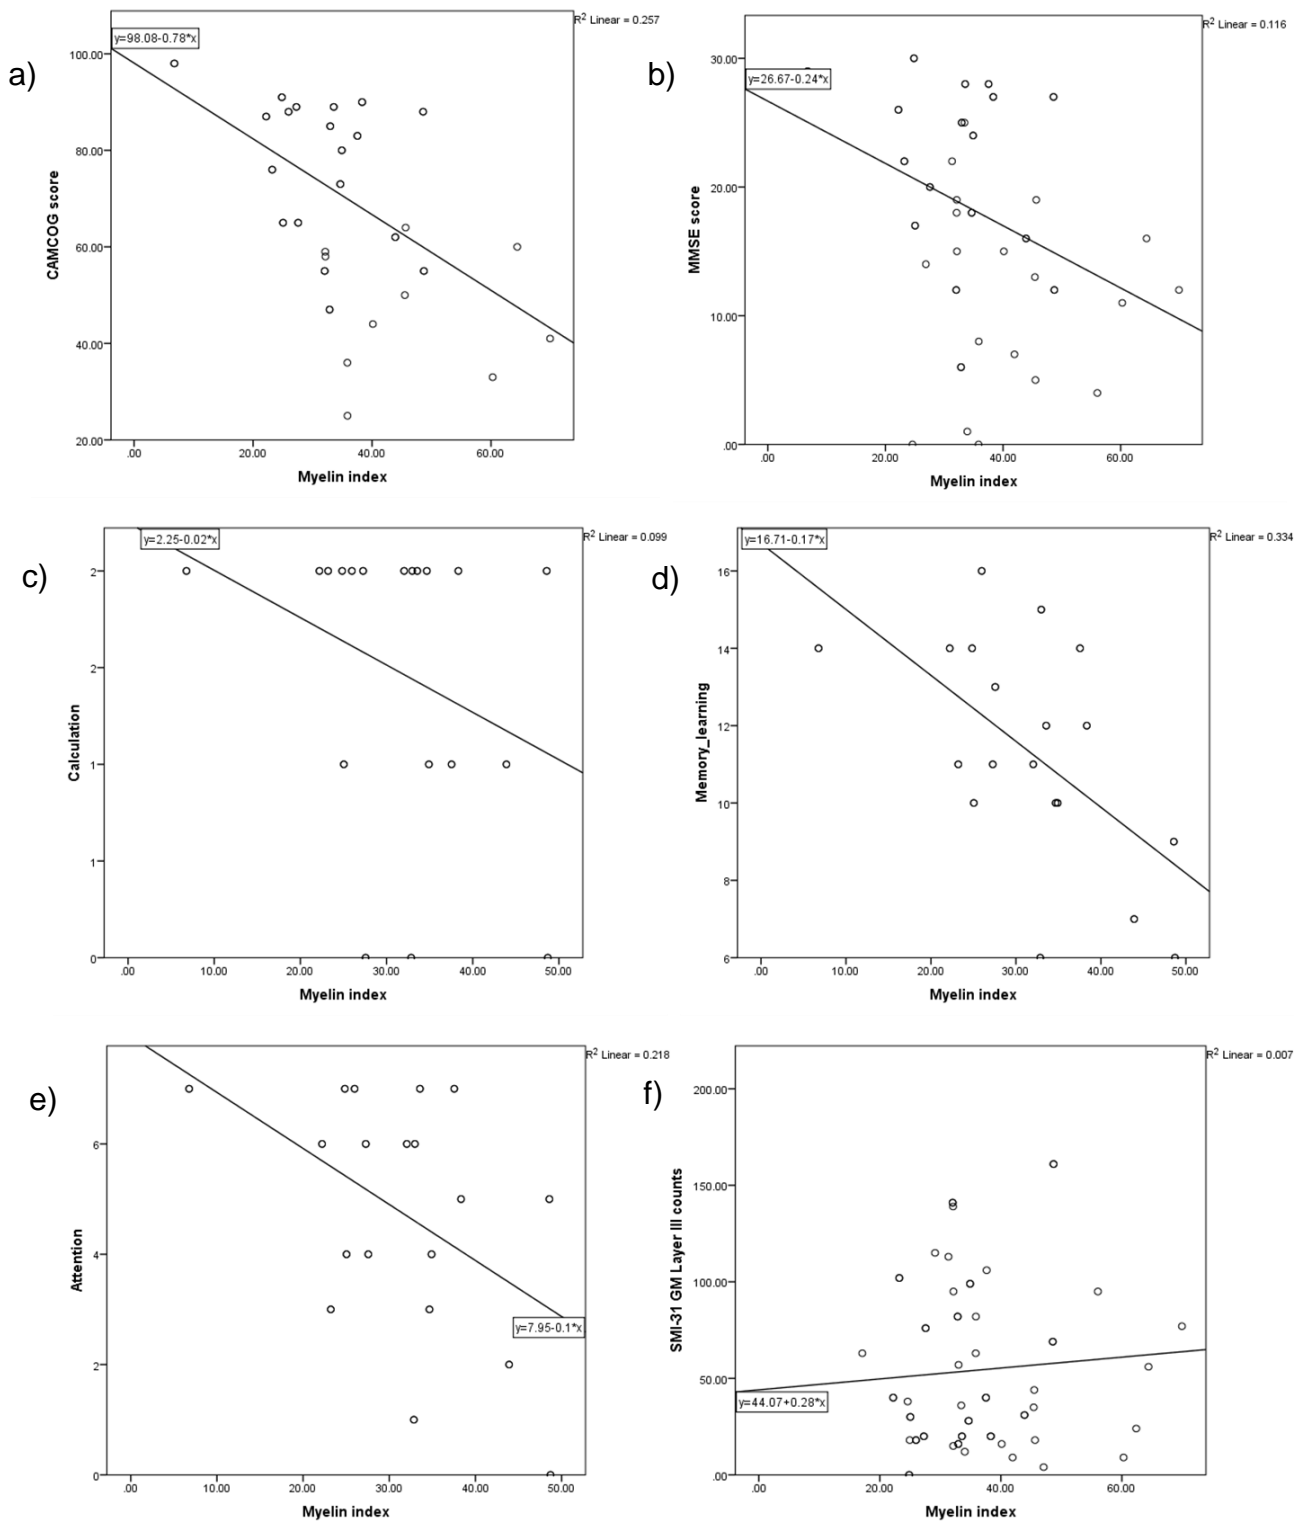 a)
R² Linear = 0.257
y=98.08-0.78*x
100.00
80.00
60.00
40.00
20.00
CAMCOG score
.00 20.00 40.00 60.00
Myelin index
b)
R² Linear = 0.116
y=26.67-0.24*x
30.00
20.00
10.00
.00
MMSE score
.00 20.00 40.00 60.00
Myelin index
c)
R² Linear = 0.099
y=2.25-0.02*x
2
2
1
1
0
Calculation
.00 10.00 20.00 30.00 40.00 50.00
Myelin index
d)
R² Linear = 0.334
y=16.71-0.17*x
16
14
12
10
8
6
Memory_learning
.00 10.00 20.00 30.00 40.00 50.00
Myelin index
e)
R² Linear = 0.218
6
4
2
0
Attention
y=7.95-0.1*x
.00 10.00 20.00 30.00 40.00 50.00
Myelin index
f)
R² Linear = 0.007
200.00
150.00
100.00
50.00
.00
SMI-31 GM Layer III counts
y=44.07+0.28*x
.00 20.00 40.00 60.00
Myelin index